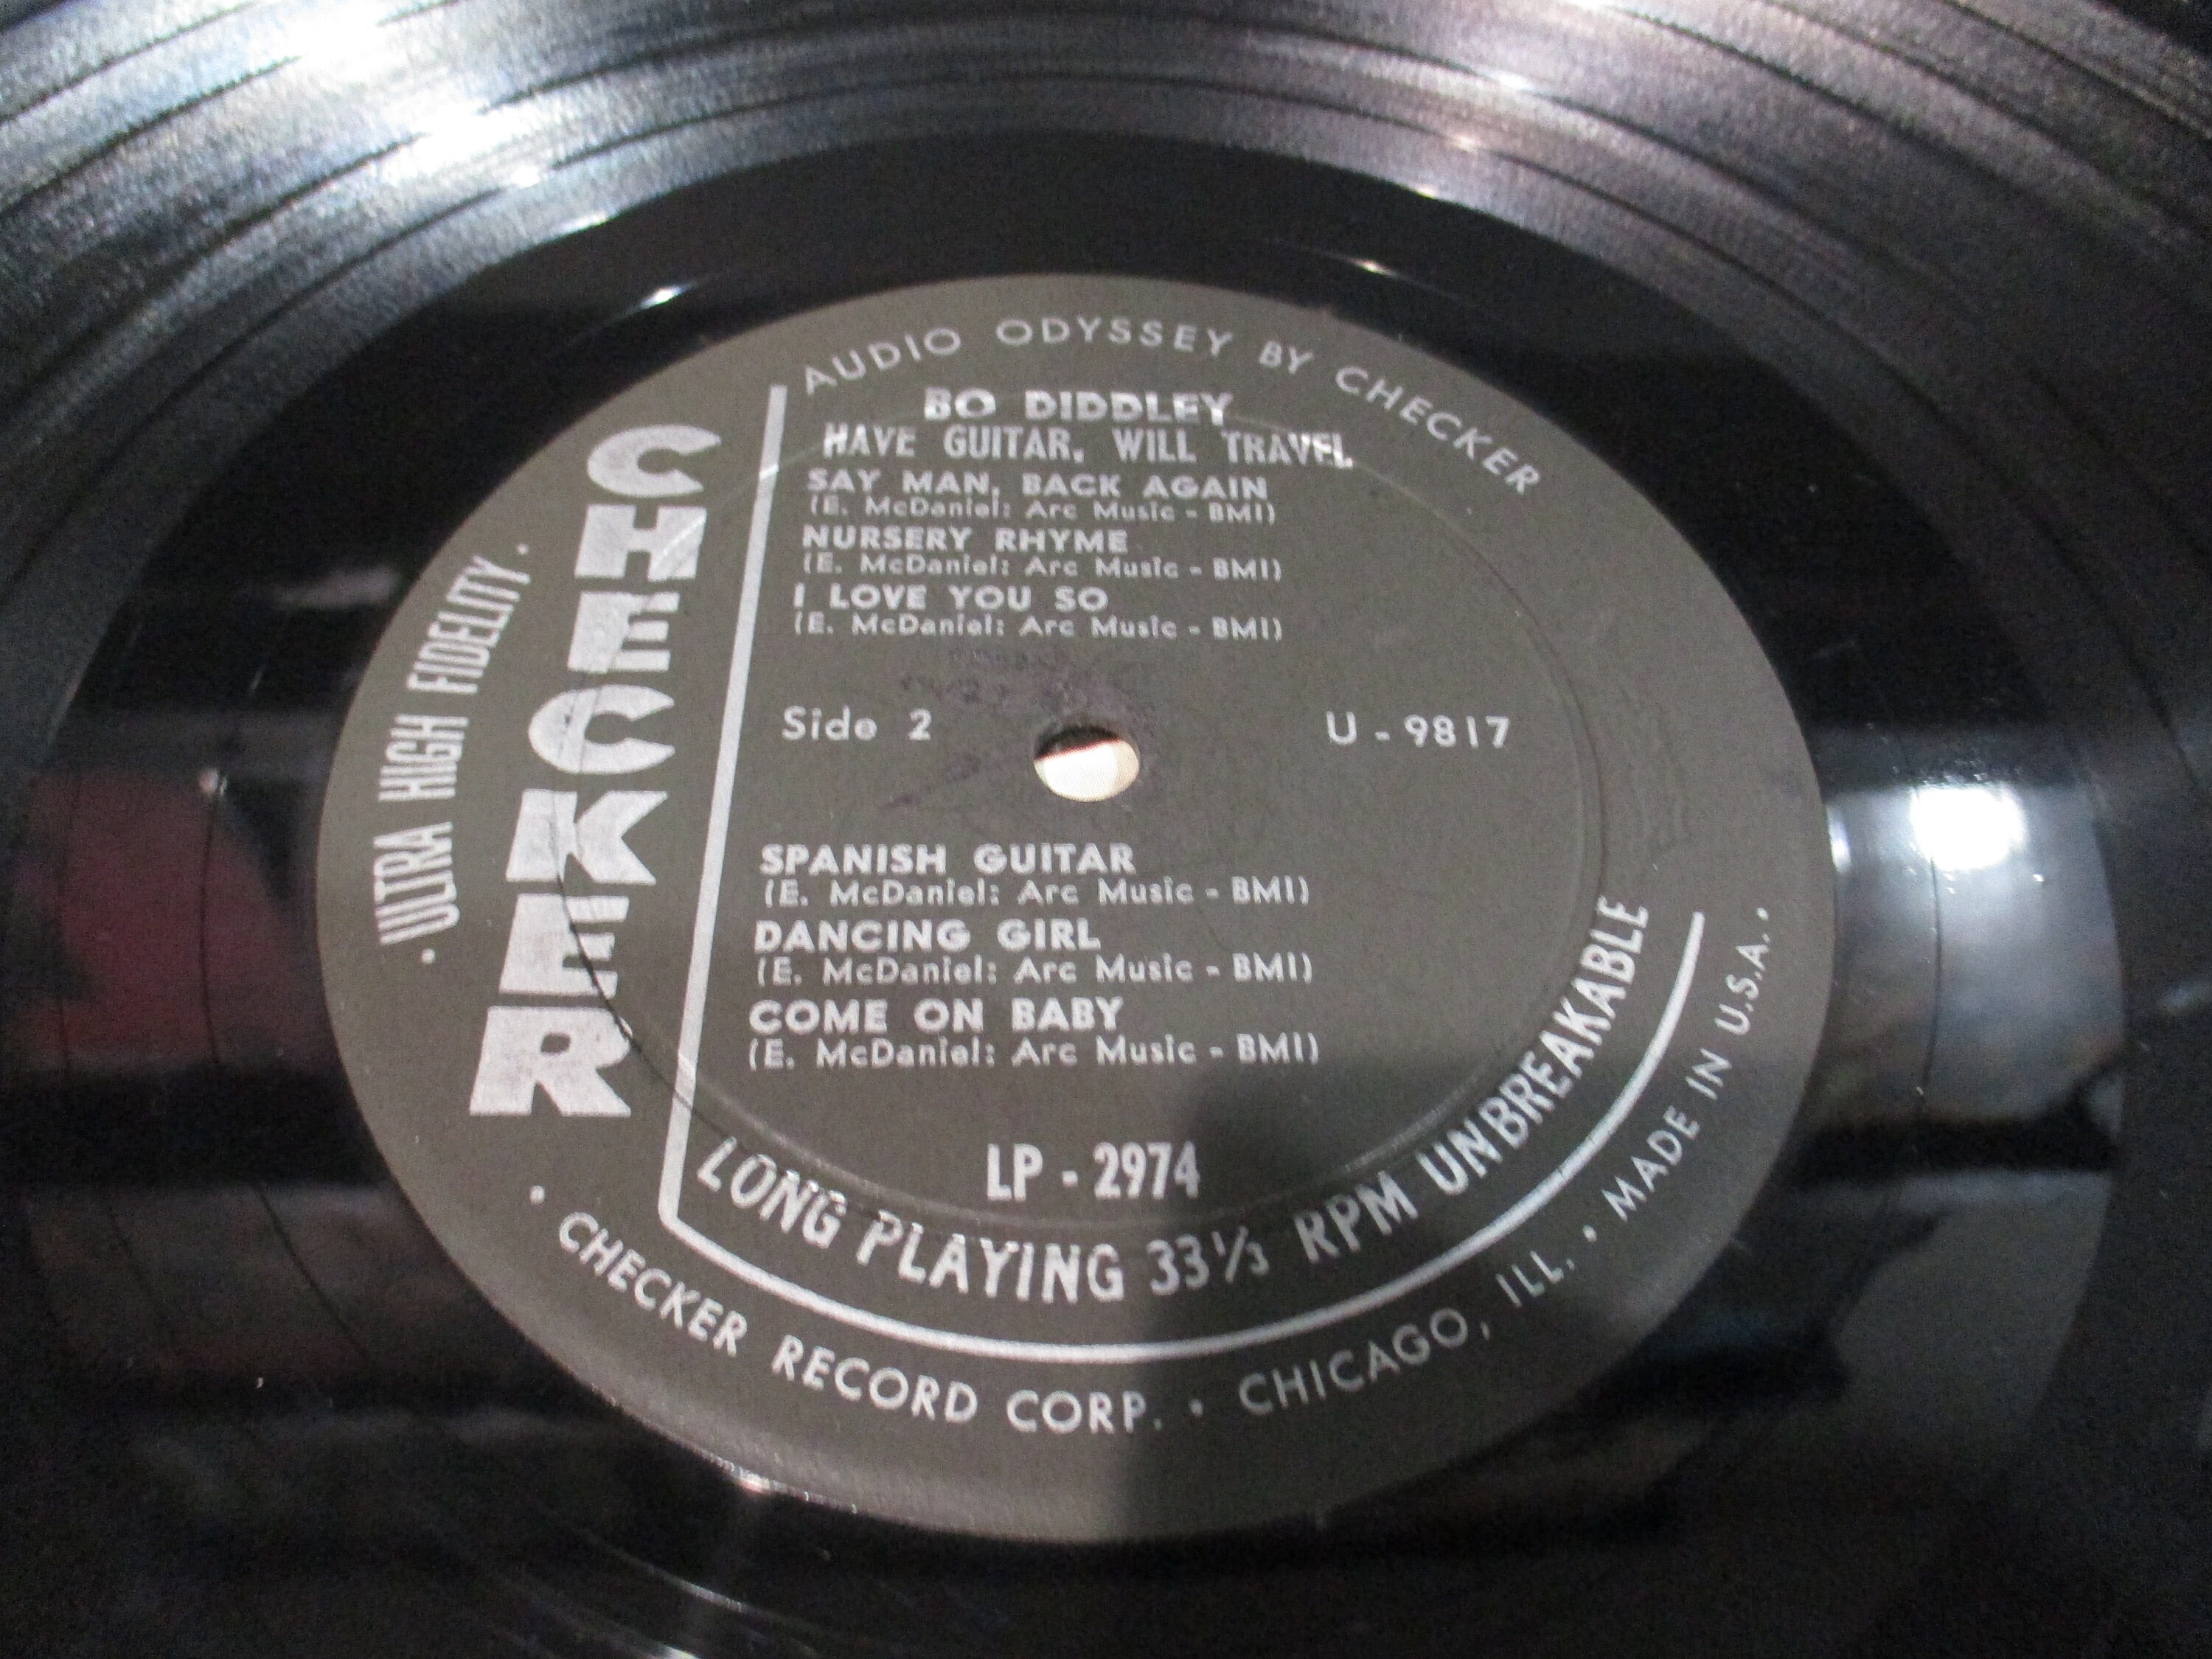 AUDIO ODYSSEY BY CHECKER
BO DIDDLEY
HAVE GUITAR, WILL TRAVEL
SAY MAN, BACK AGAIN
(E. McDaniel: Arc Music - BMI)
NURSERY RHYME
(E. McDaniel: Arc Music - BMI)
I LOVE YOU SO
(E. McDaniel: Arc Music - BMI)
Side 2
U - 9817
SPANISH GUITAR
(E. McDaniel: Arc Music - BMI)
DANCING GIRL
(E. McDaniel: Arc Music - BMI)
COME ON BABY
(E. McDaniel: Arc Music - BMI)
LP - 2974
LONG PLAYING 33⅓ RPM UNBREAKABLE
CHECKER
• ULTRA HIGH FIDELITY •
• CHECKER RECORD CORP. • CHICAGO, ILL. • MADE IN U.S.A. •